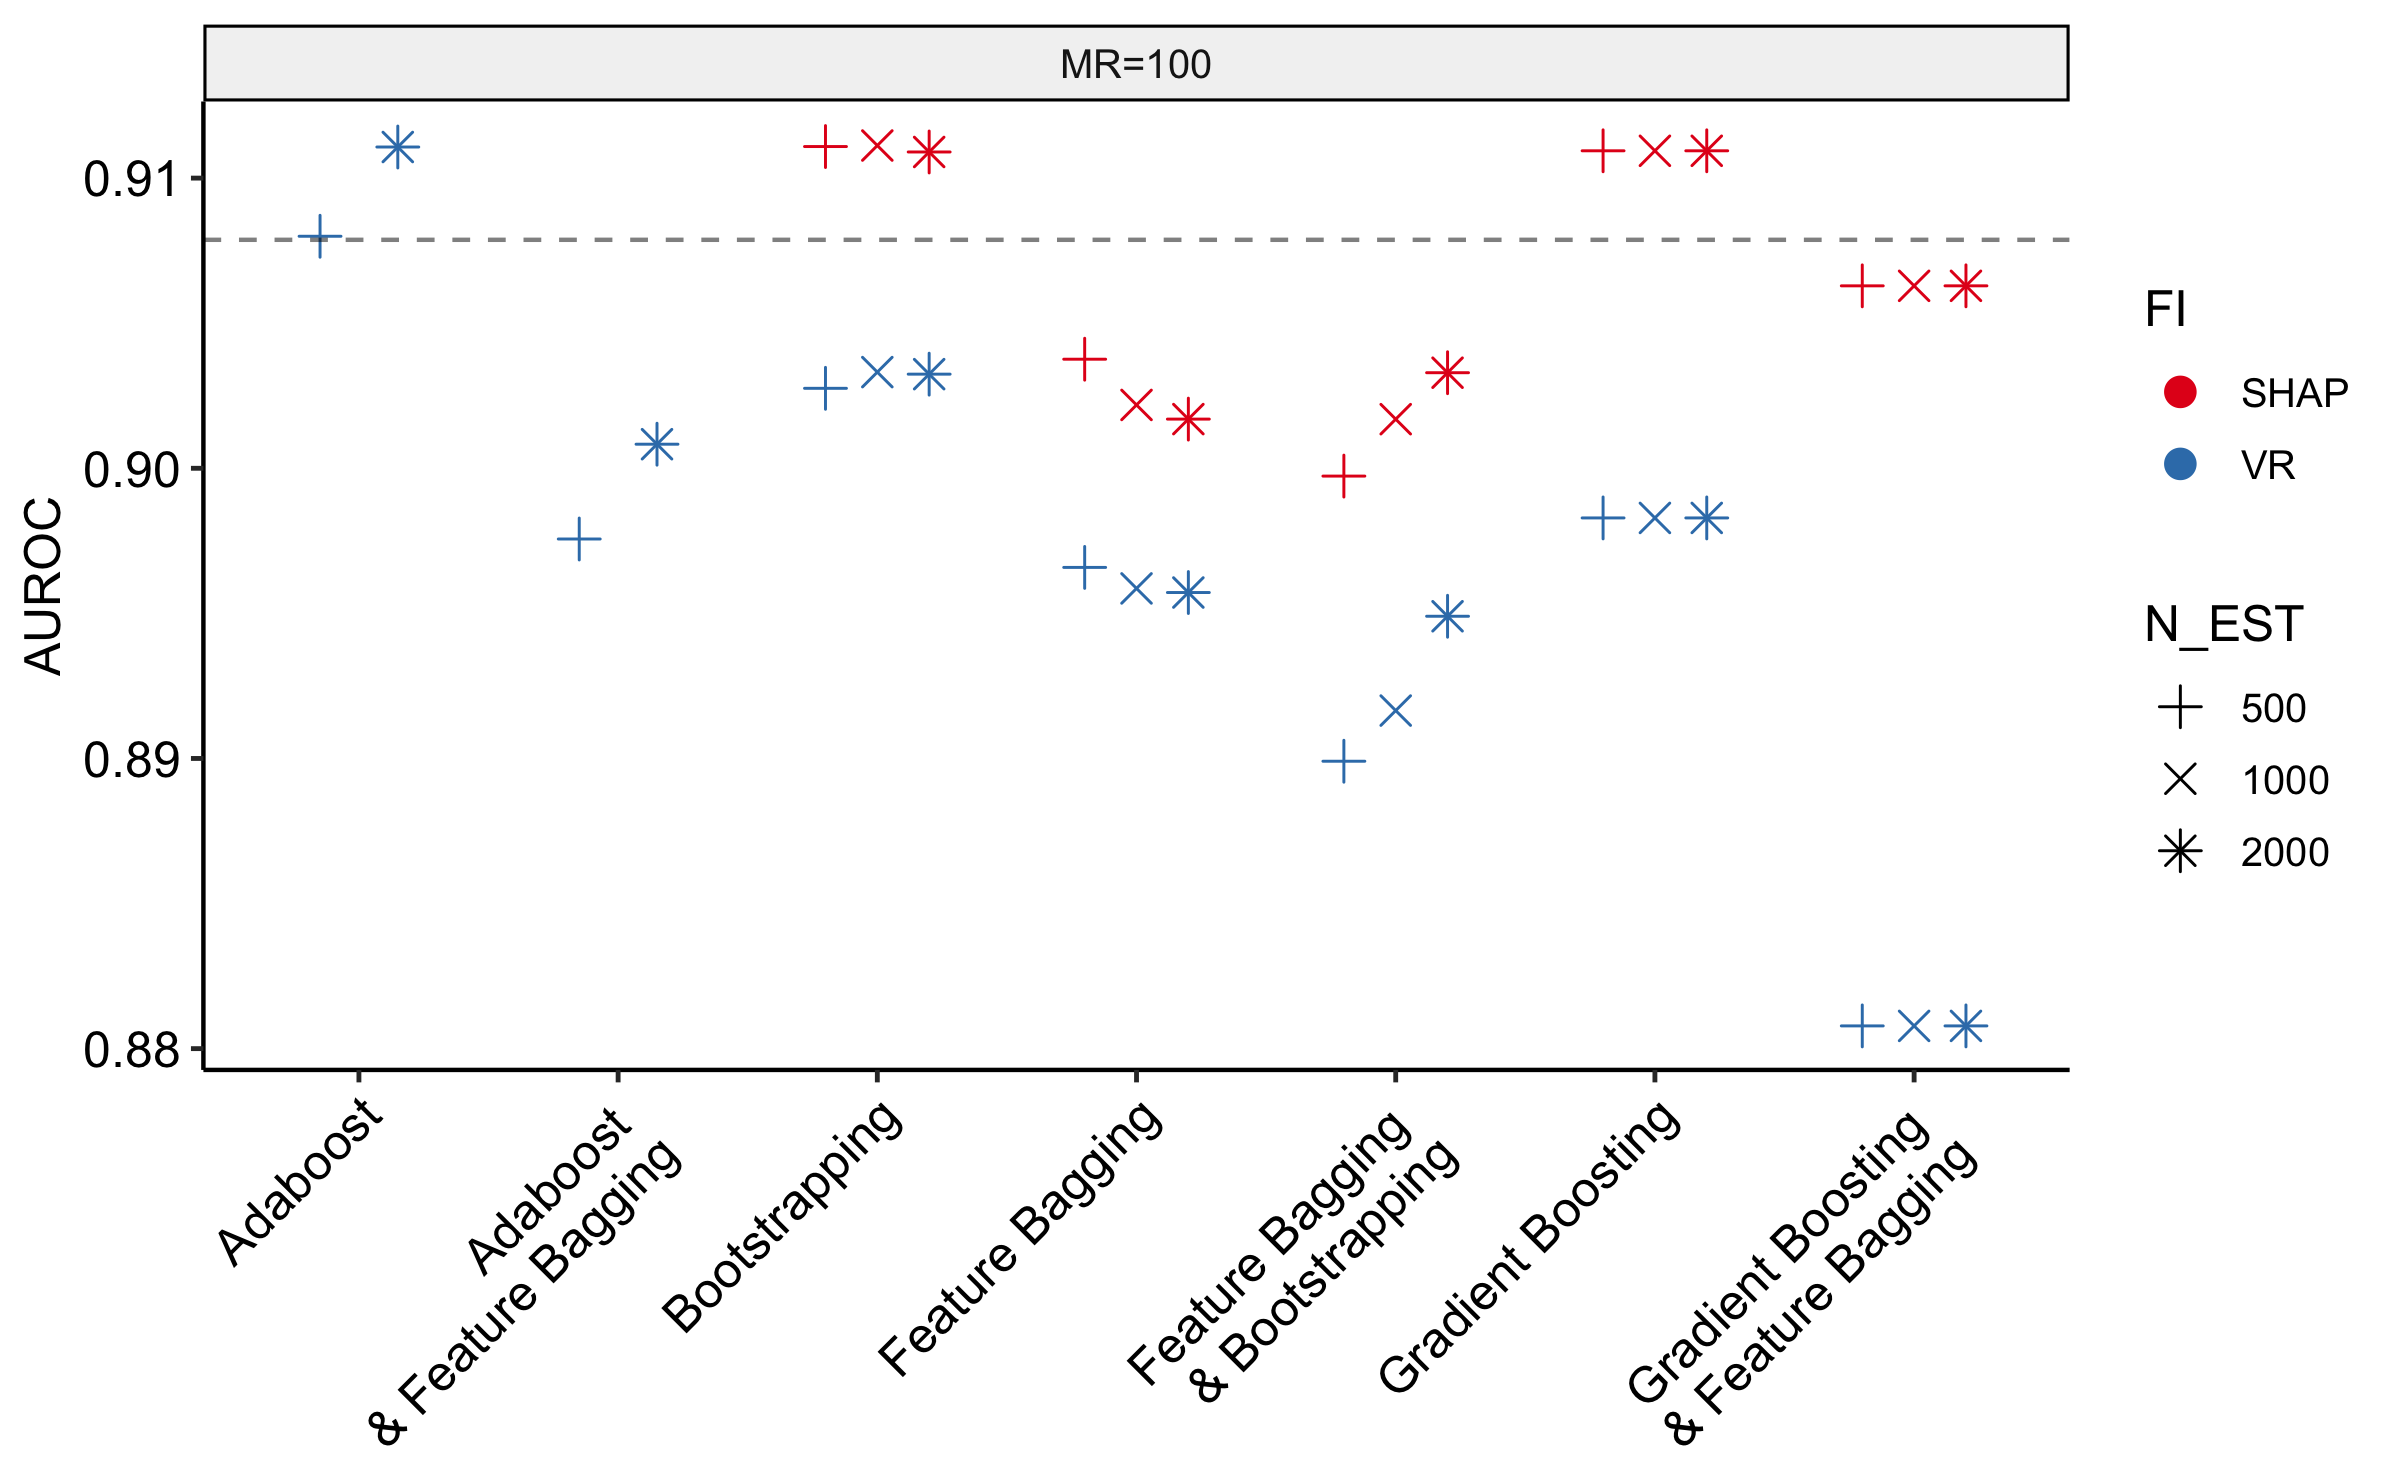 MR=100
0.91
0.90
0.89
0.88
AUROC
Adaboost
Adaboost
& Feature Bagging
Bootstrapping
Feature Bagging
Feature Bagging
& Bootstrapping
Gradient Boosting
Gradient Boosting
& Feature Bagging
FI
SHAP
VR
N_EST
500
1000
2000